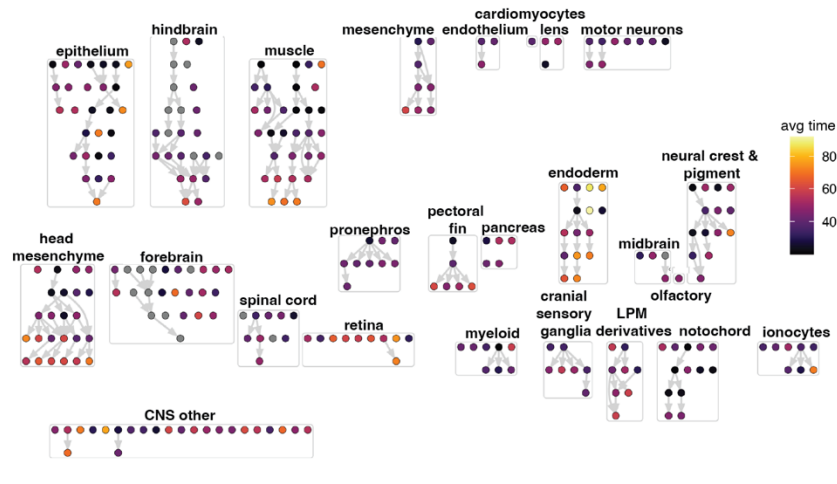 cardiomyocytes
hindbrain
mesenchyme endothelium lens motor neurons
epithelium
muscle
avg time
80
60
40
neural crest &
pigment
endoderm
pectoral
fin
pronephros
pancreas
head
mesenchyme
forebrain
midbrain
olfactory
spinal cord
cranial
sensory
ganglia
LPM
derivatives
retina
myeloid
notochord
ionocytes
CNS other